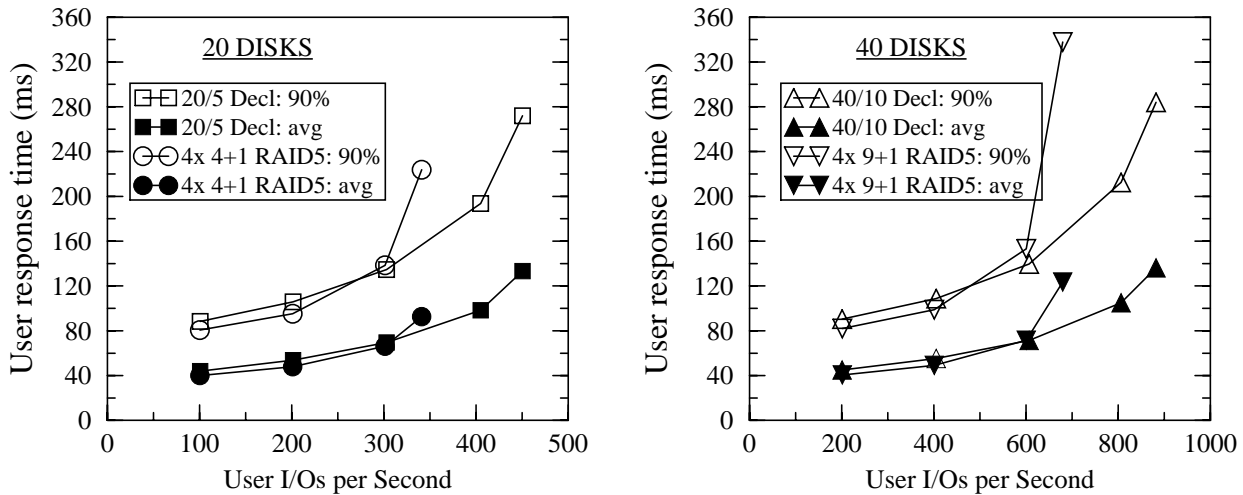 20 DISKS
20/5 Decl: 90%
20/5 Decl: avg
4x 4+1 RAID5: 90%
4x 4+1 RAID5: avg
User response time (ms)
360
320
280
240
200
160
120
80
40
0
0 100 200 300 400 500
User I/Os per Second
40 DISKS
40/10 Decl: 90%
40/10 Decl: avg
4x 9+1 RAID5: 90%
4x 9+1 RAID5: avg
User response time (ms)
360
320
280
240
200
160
120
80
40
0
0 200 400 600 800 1000
User I/Os per Second